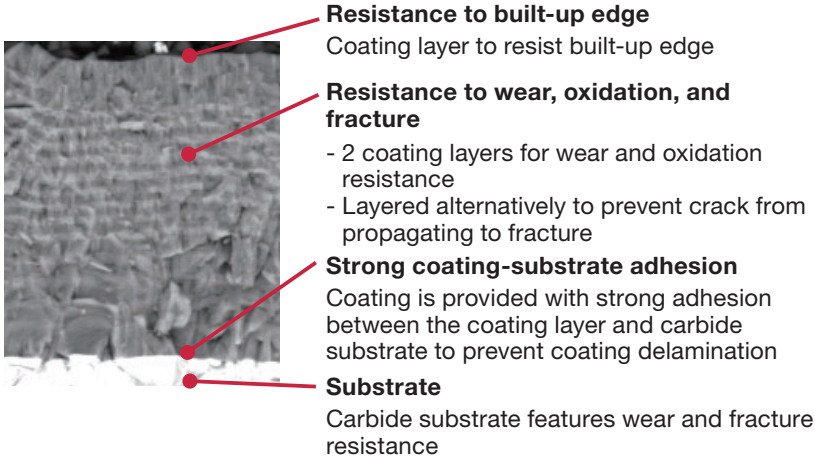 Resistance to built-up edge
Coating layer to resist built-up edge
Resistance to wear, oxidation, and
fracture
- 2 coating layers for wear and oxidation
resistance
- Layered alternatively to prevent crack from
propagating to fracture
Strong coating-substrate adhesion
Coating is provided with strong adhesion
between the coating layer and carbide
substrate to prevent coating delamination
Substrate
Carbide substrate features wear and fracture
resistance